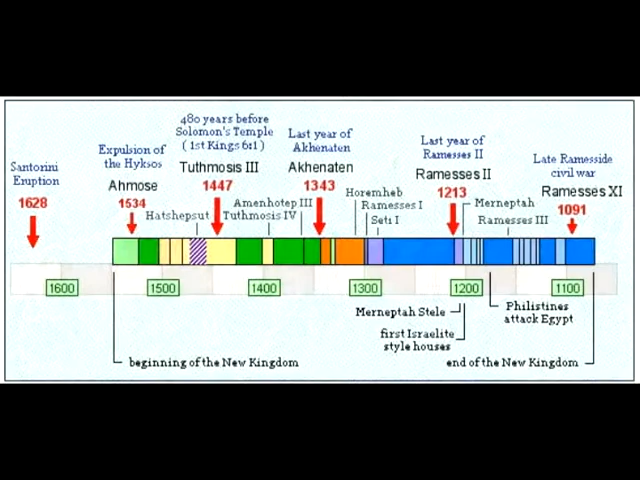 480 years before
Solomon's Temple
( 1st Kings 6:1 )
Tuthmosis III
1447
Santorini
Eruption
1628
Expulsion of
the Hyksos
Ahmose
1534
Last year of
Akhenaten
Akhenaten
1343
Last year of
Ramesses II
Ramesses II
1213
Late Ramesside
civil war
Ramesses XI
1091
Hatshepsut
Amenhotep III
Tuthmosis IV
Horemheb
Ramesses I
Seti I
Merneptah
Ramesses III
1600
1500
1400
1300
1200
1100
Merneptah Stele
first Israelite
style houses
Philistines
attack Egypt
beginning of the New Kingdom
end of the New Kingdom